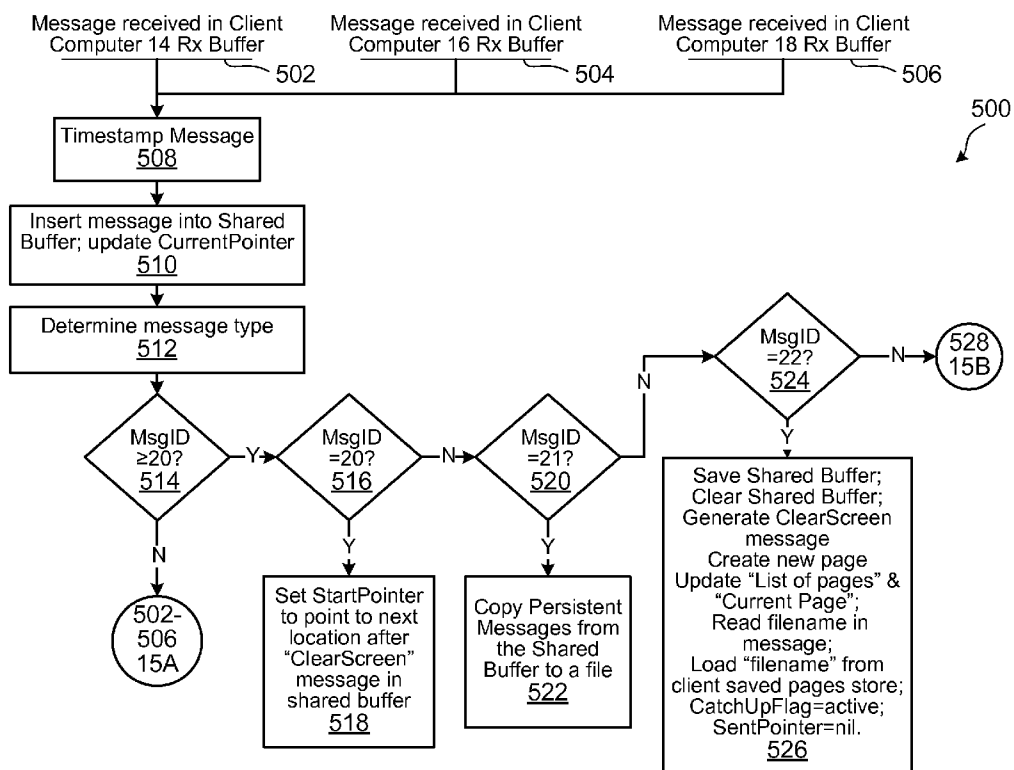 Message received in Client
Computer 14 Rx Buffer
502
Message received in Client
Computer 16 Rx Buffer
504
Message received in Client
Computer 18 Rx Buffer
506
500
Timestamp Message
508
Insert message into Shared
Buffer; update CurrentPointer
510
Determine message type
512
MsgID
≥20?
514
Y
N
502-
506
15A
MsgID
=20?
516
N
Y
Set StartPointer
to point to next
location after
“ClearScreen”
message in
shared buffer
518
MsgID
=21?
520
N
Y
Copy Persistent
Messages from
the Shared
Buffer to a file
522
MsgID
=22?
524
N
528
15B
Y
Save Shared Buffer;
Clear Shared Buffer;
Generate ClearScreen
message
Create new page
Update “List of pages” &
“Current Page”;
Read filename in
message;
Load “filename” from
client saved pages store;
CatchUpFlag=active;
SentPointer=nil.
526